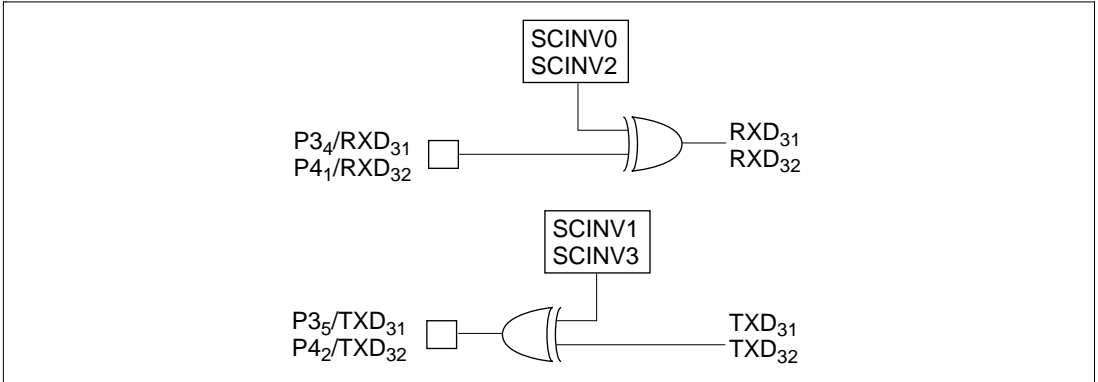 SCINV0
SCINV2
P3₄/RXD₃₁
P4₁/RXD₃₂
RXD₃₁
RXD₃₂
SCINV1
SCINV3
P3₅/TXD₃₁
P4₂/TXD₃₂
TXD₃₁
TXD₃₂